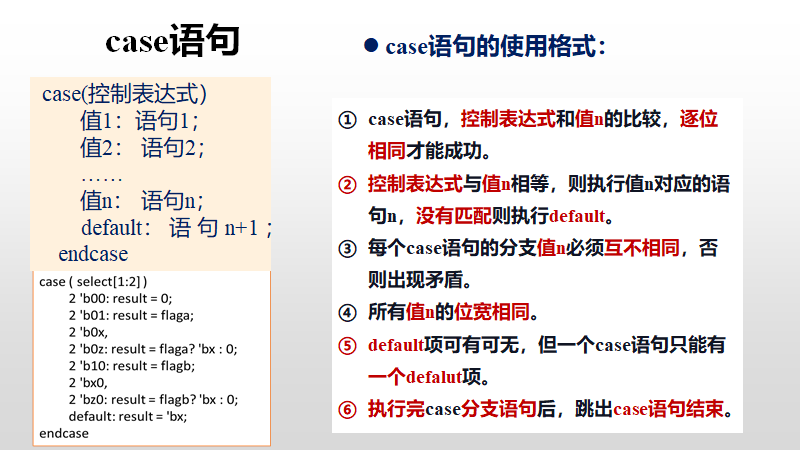 case语句
case(控制表达式)
值1：语句1；
值2： 语句2；
……
值n： 语句n；
default： 语 句 n+1；
endcase
case ( select[1:2] )
2 'b00: result = 0;
2 'b01: result = flaga;
2 'b0x,
2 'b0z: result = flaga? 'bx : 0;
2 'b10: result = flagb;
2 'bx0,
2 'bz0: result = flagb? 'bx : 0;
default: result = 'bx;
endcase
● case语句的使用格式：
① case语句，控制表达式和值n的比较，逐位
相同才能成功。
② 控制表达式与值n相等，则执行值n对应的语
句n，没有匹配则执行default。
③ 每个case语句的分支值n必须互不相同，否
则出现矛盾。
④ 所有值n的位宽相同。
⑤ default项可有可无，但一个case语句只能有
一个defalut项。
⑥ 执行完case分支语句后，跳出case语句结束。